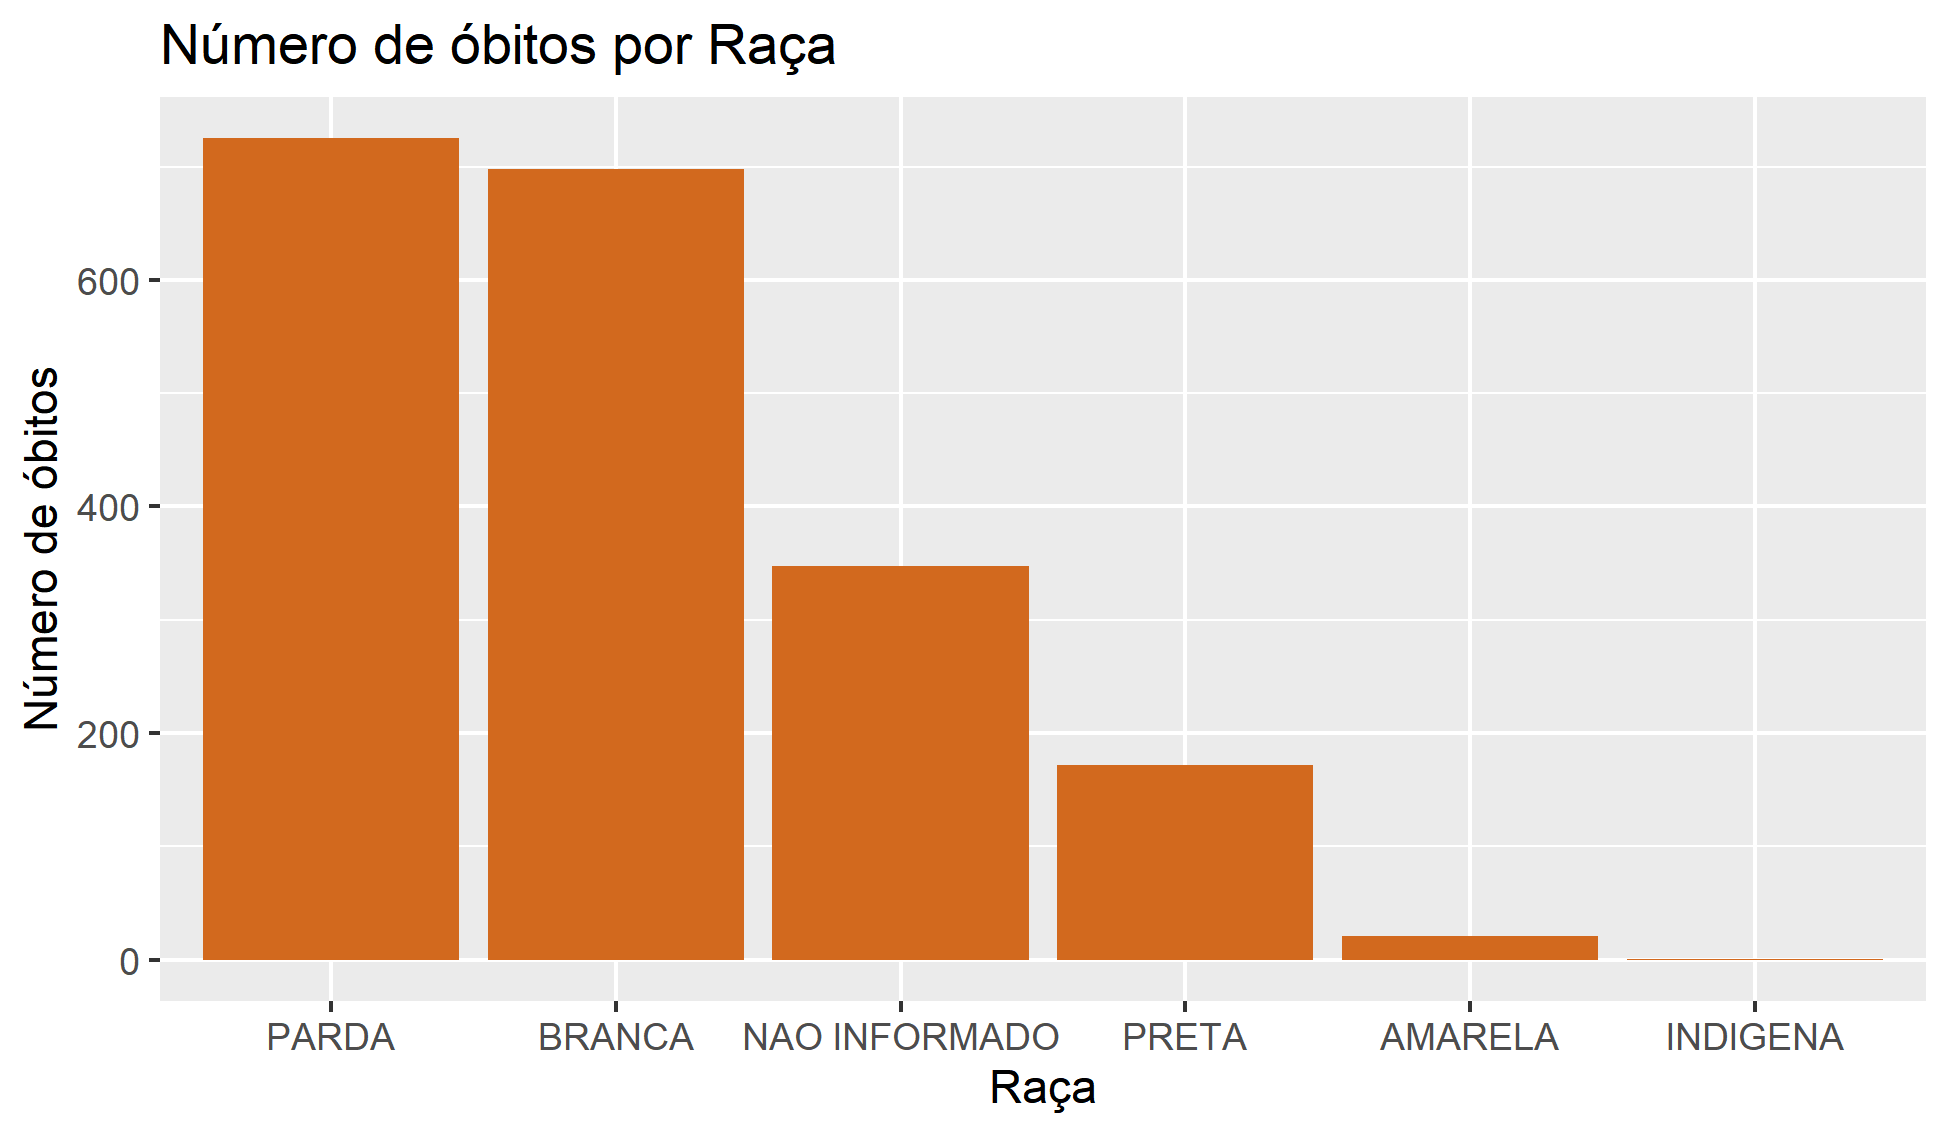 Número de óbitos por Raça
Número de óbitos
600
400
200
0
PARDA BRANCA NAO INFORMADO PRETA AMARELA INDIGENA
Raça